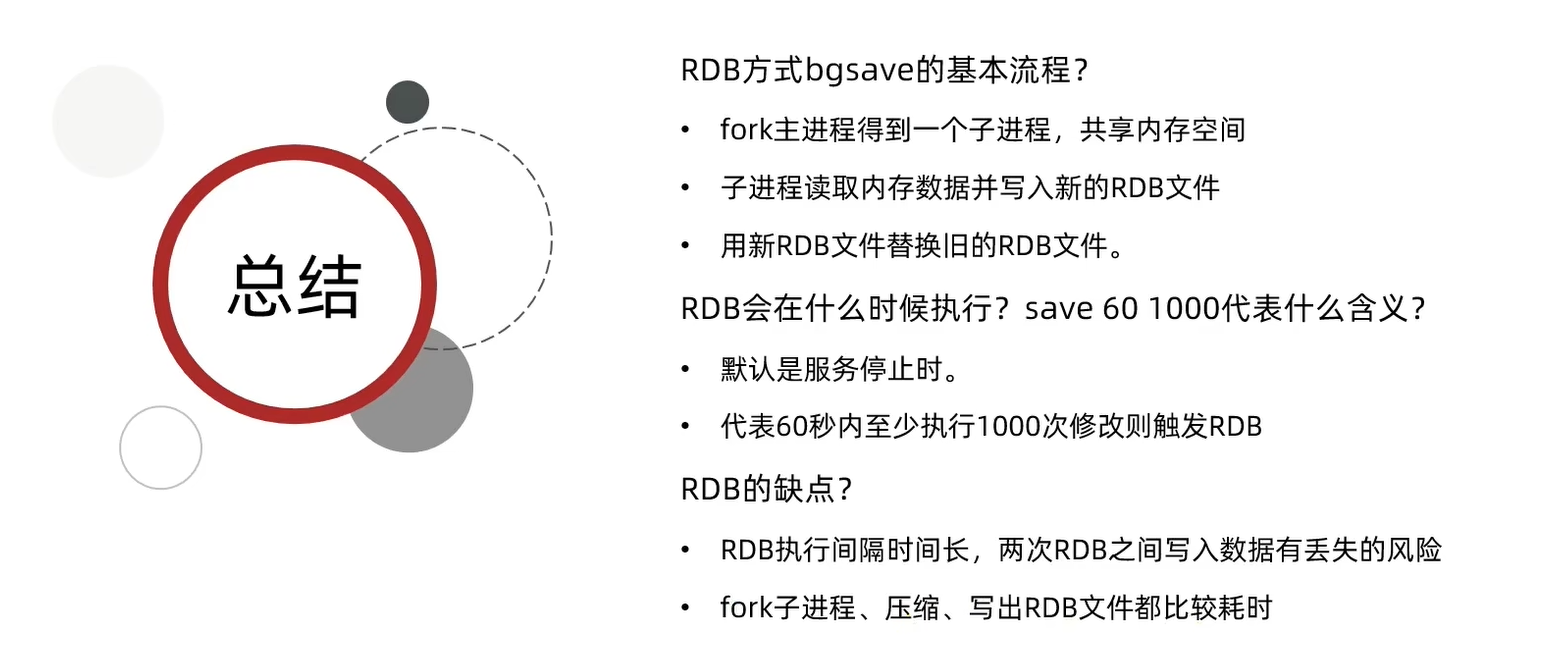 总结
RDB方式bgsave的基本流程？
• fork主进程得到一个子进程，共享内存空间
• 子进程读取内存数据并写入新的RDB文件
• 用新RDB文件替换旧的RDB文件。
RDB会在什么时候执行？save 60 1000代表什么含义？
• 默认是服务停止时。
• 代表60秒内至少执行1000次修改则触发RDB
RDB的缺点？
• RDB执行间隔时间长，两次RDB之间写入数据有丢失的风险
• fork子进程、压缩、写出RDB文件都比较耗时